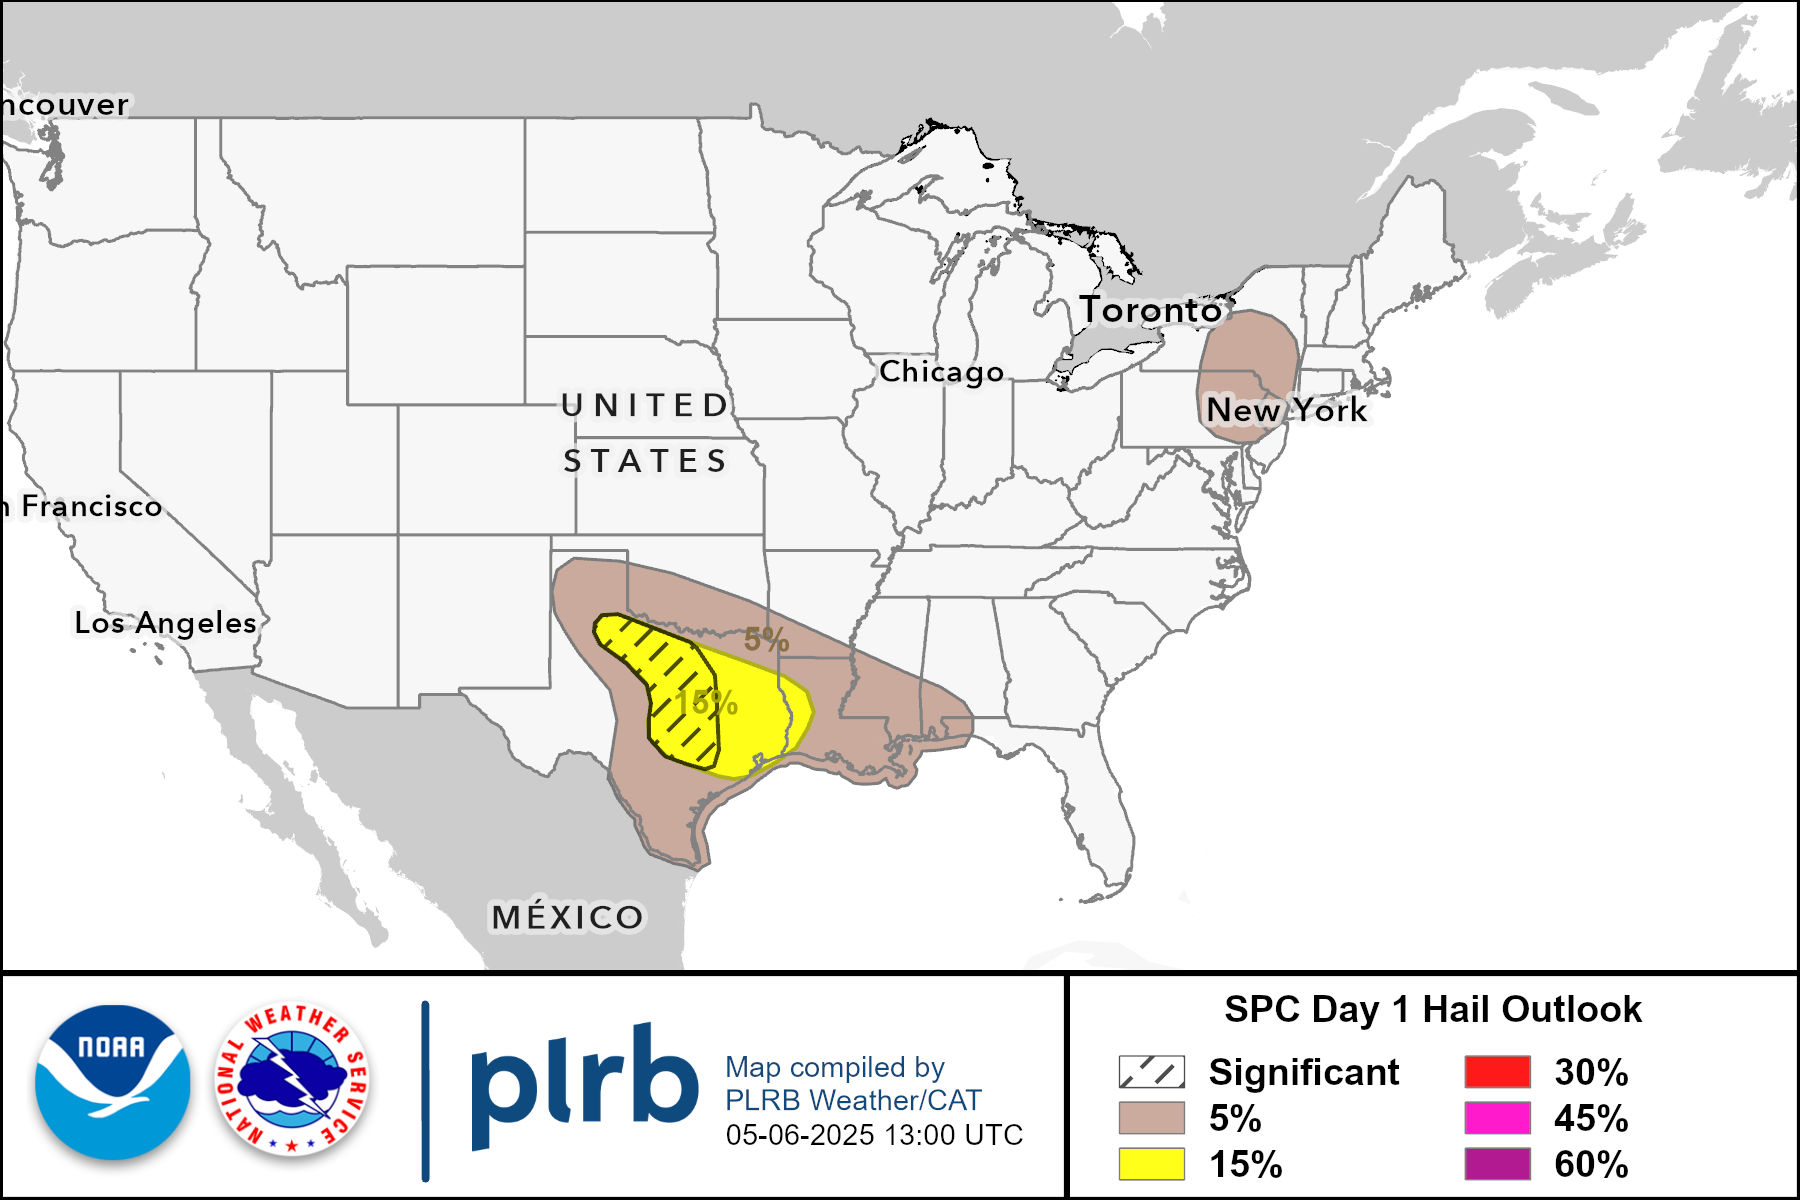 ncouver
Toronto
Chicago
New York
UNITED
STATES
n Francisco
Los Angeles
5%
15%
MÉXICO
NOAA
NATIONAL WEATHER SERVICE
plrb
Map compiled by
PLRB Weather/CAT
05-06-2025 13:00 UTC
SPC Day 1 Hail Outlook
Significant
5%
15%
30%
45%
60%